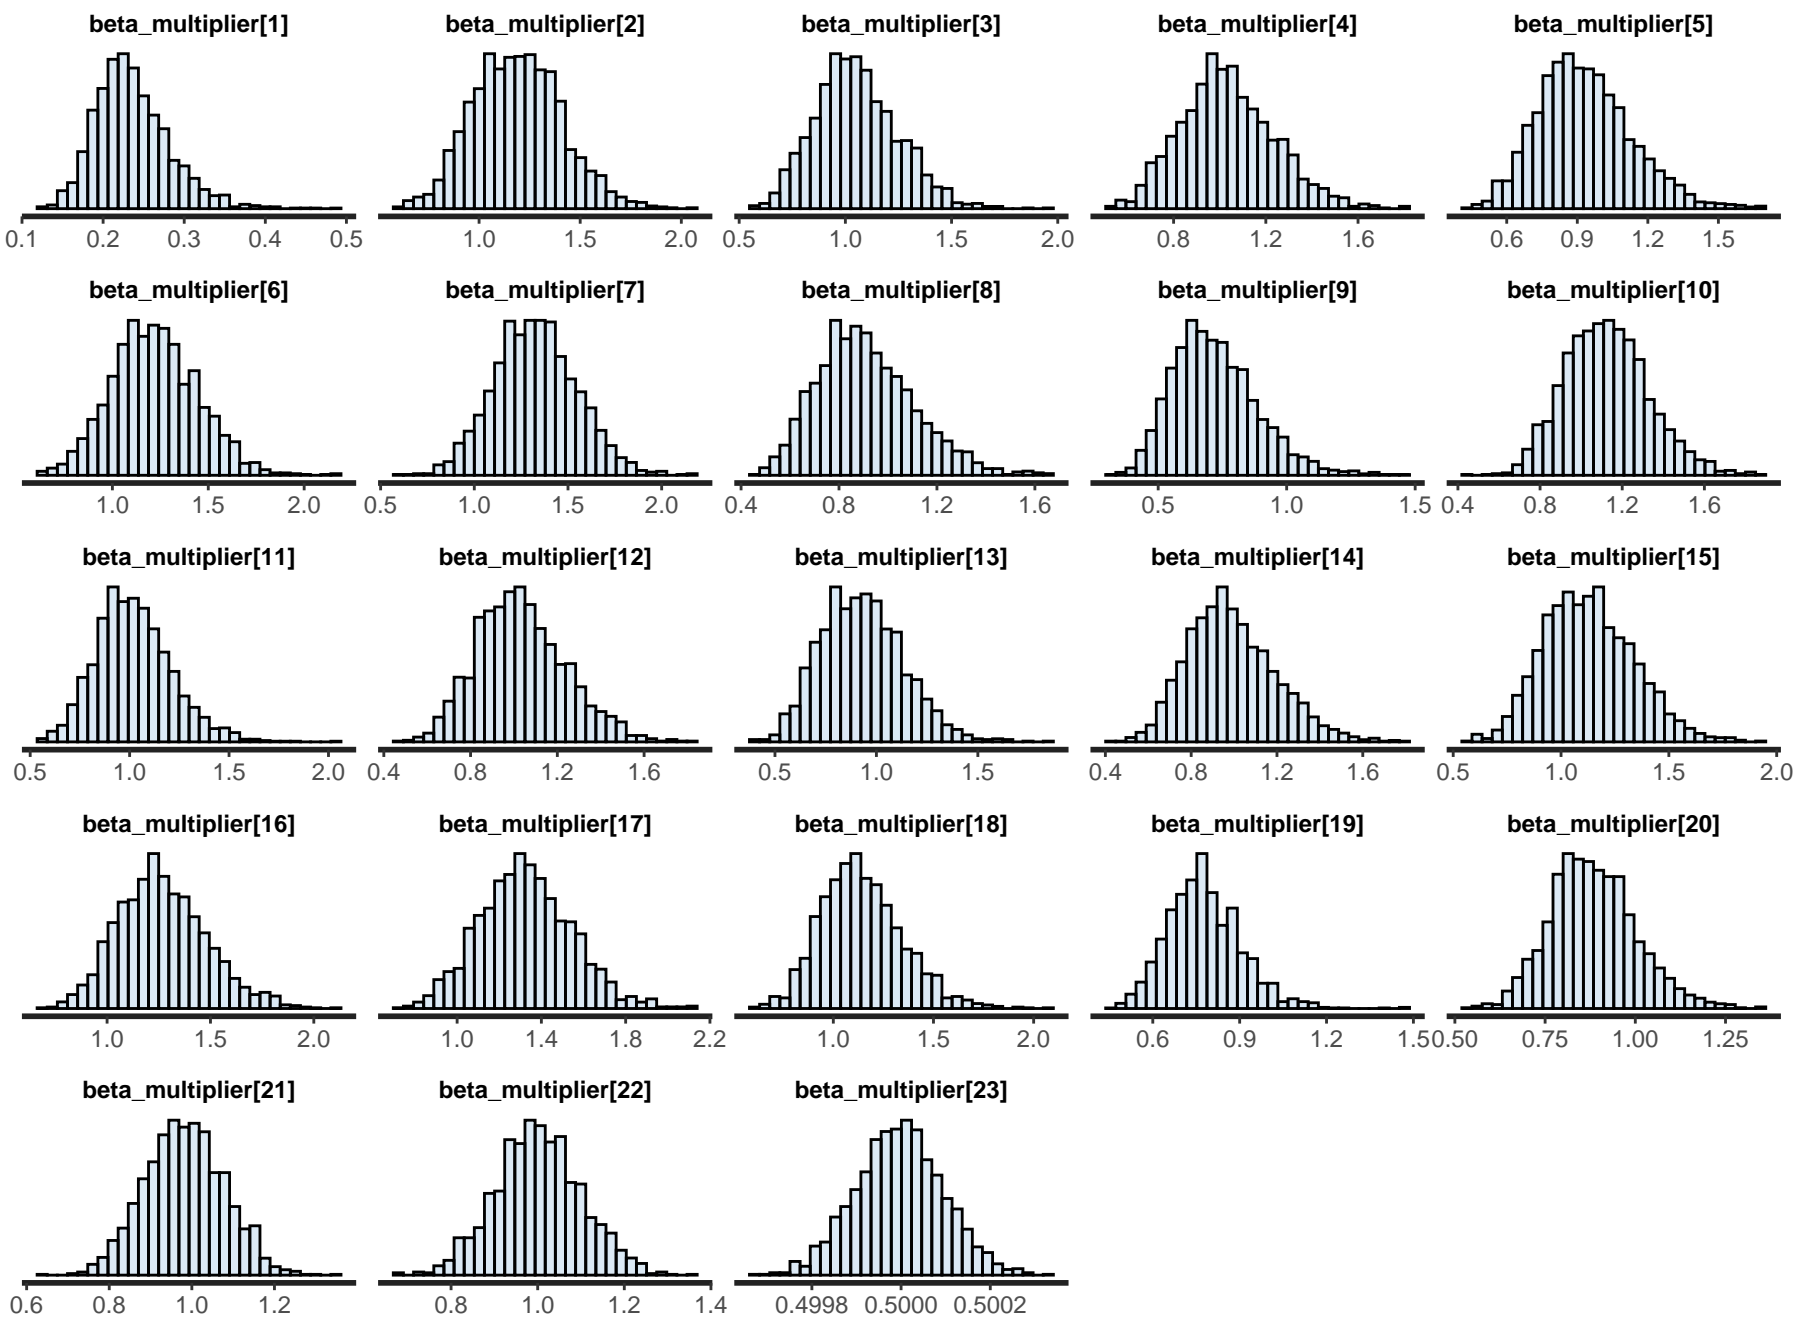 beta_multiplier[1] beta_multiplier[2] beta_multiplier[3] beta_multiplier[4] beta_multiplier[5]
0.1 0.2 0.3 0.4 0.5 1.0 1.5 2.0 0.5 1.0 1.5 2.0 0.8 1.2 1.6 0.6 0.9 1.2 1.5
beta_multiplier[6] beta_multiplier[7] beta_multiplier[8] beta_multiplier[9] beta_multiplier[10]
1.0 1.5 2.0 0.5 1.0 1.5 2.0 0.4 0.8 1.2 1.6 0.5 1.0 1.5 0.4 0.8 1.2 1.6
beta_multiplier[11] beta_multiplier[12] beta_multiplier[13] beta_multiplier[14] beta_multiplier[15]
0.5 1.0 1.5 2.0 0.4 0.8 1.2 1.6 0.5 1.0 1.5 0.4 0.8 1.2 1.6 0.5 1.0 1.5 2.0
beta_multiplier[16] beta_multiplier[17] beta_multiplier[18] beta_multiplier[19] beta_multiplier[20]
1.0 1.5 2.0 1.0 1.4 1.8 2.2 1.0 1.5 2.0 0.6 0.9 1.2 1.5 0.50 0.75 1.00 1.25
beta_multiplier[21] beta_multiplier[22] beta_multiplier[23]
0.6 0.8 1.0 1.2 0.8 1.0 1.2 1.4 0.4998 0.5000 0.5002